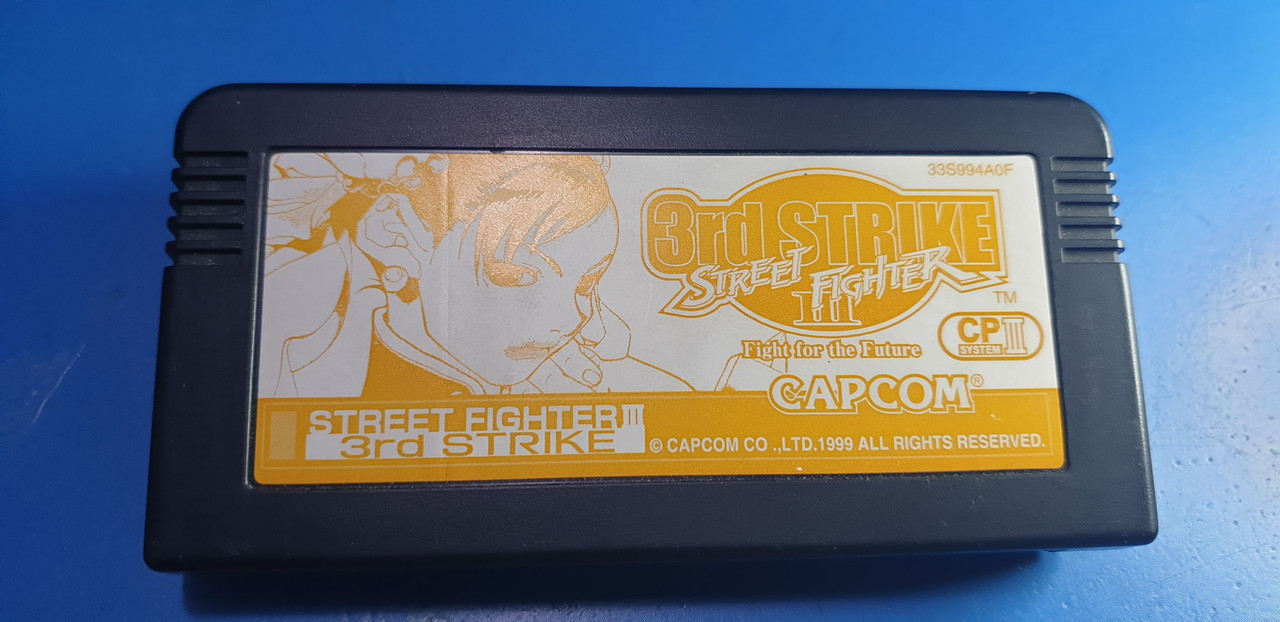 33S994A0F
3rd STRIKE
STREET FIGHTER
III
TM
Fight for the Future
CP III
SYSTEM
CAPCOM®
STREET FIGHTER III
3rd STRIKE
© CAPCOM CO .,LTD.1999 ALL RIGHTS RESERVED.